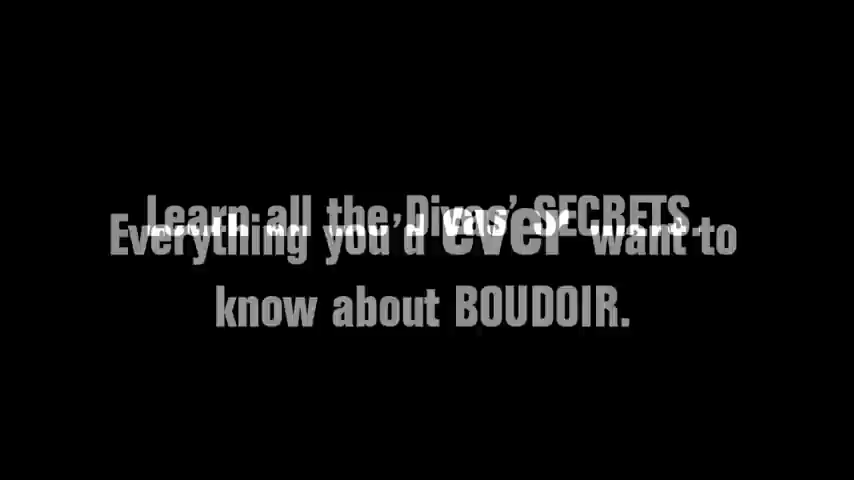 Learn all the Divas' SECRETS.
Everything you'd ever want to
know about BOUDOIR.